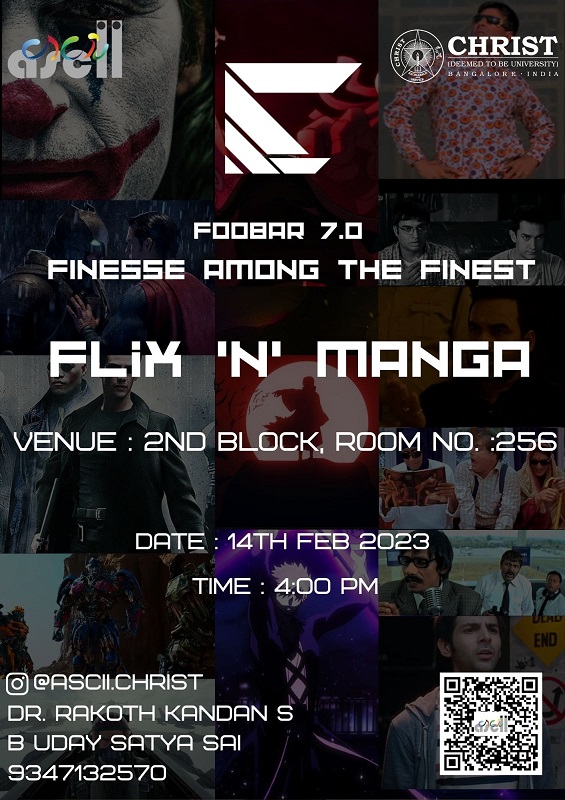 ascii
CHRIST
(DEEMED TO BE UNIVERSITY)
BANGALORE · INDIA
FOOBAR 7.0
FINESSE AMONG THE FINEST
FLiX 'N' MANGA
VENUE : 2ND BLOCK, ROOM NO. :256
DATE : 14TH FEB 2023
TIME : 4:00 PM
DEAD
END
@ASCII.CHRIST
DR. RAKOTH KANDAN S
B UDAY SATYA SAI
9347132570
ascii